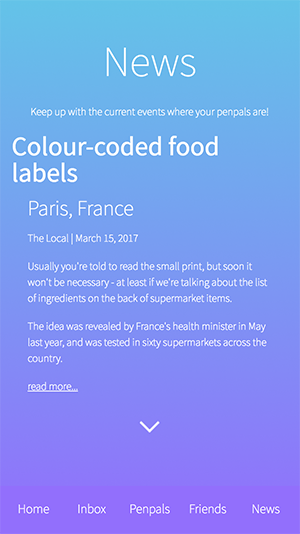 News
Keep up with the current events where your penpals are!
Colour-coded food
labels
Paris, France
The Local | March 15, 2017
Usually you're told to read the small print, but soon it
won't be necessary - at least if we're talking about the list
of ingredients on the back of supermarket items.
The idea was revealed by France's health minister in May
last year, and was tested in sixty supermarkets across the
country.
read more...
Home Inbox Penpals Friends News